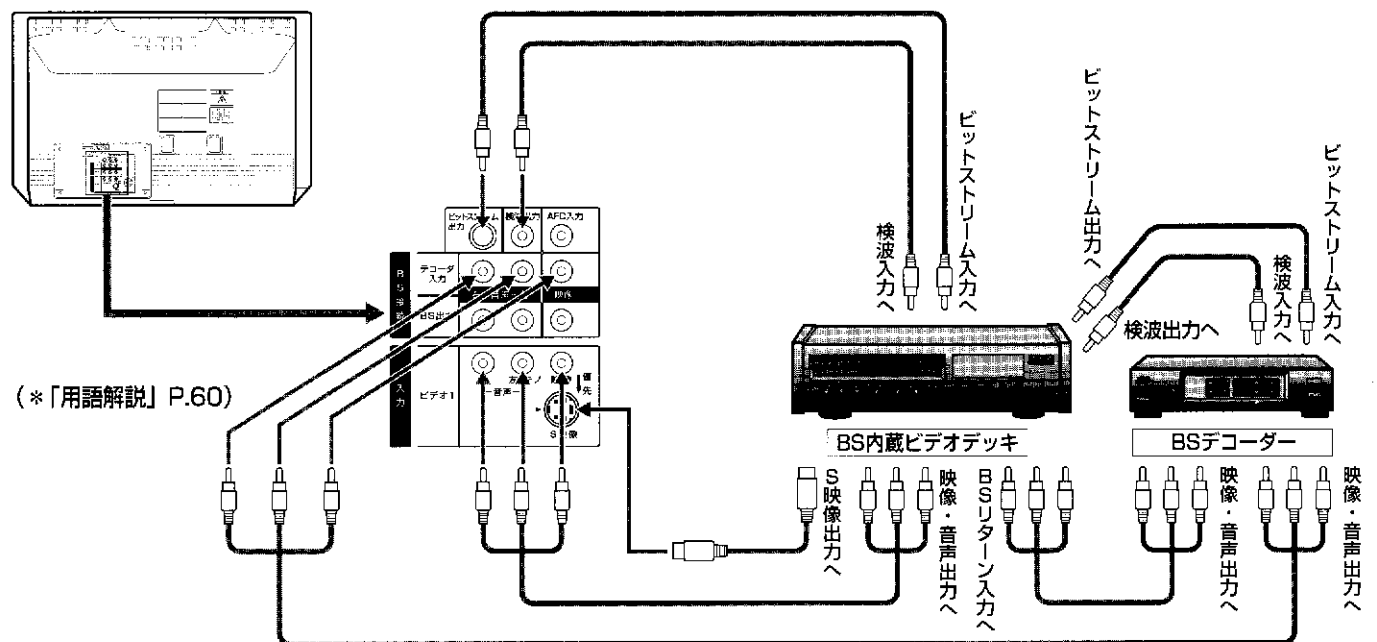 ビットストリーム出力
検波出力
AFC入力
デコーダ入力
映像
BS出力
入力
ビデオ1
音声
優先
S映像
(*「用語解説」P.60)
検波入力へ
ビットストリーム入力へ
ビットストリーム出力へ
検波出力へ
検波入力へ
ビットストリーム入力へ
BS内蔵ビデオデッキ
BSデコーダー
S映像出力へ
映像・音声出力へ
BSリターン入力へ
映像・音声出力へ
映像・音声出力へ